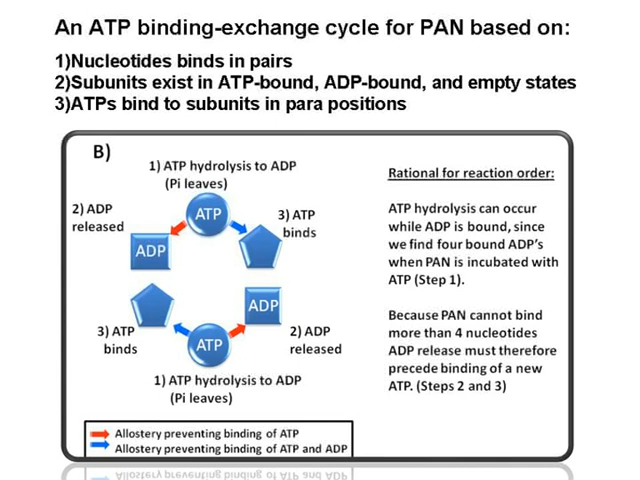 An ATP binding-exchange cycle for PAN based on:
1)Nucleotides binds in pairs
2)Subunits exist in ATP-bound, ADP-bound, and empty states
3)ATPs bind to subunits in para positions
B)
1) ATP hydrolysis to ADP
(Pi leaves)
2) ADP
released
ATP
3) ATP
binds
ADP
ADP
3) ATP
binds
ATP
2) ADP
released
1) ATP hydrolysis to ADP
(Pi leaves)
Rational for reaction order:
ATP hydrolysis can occur
while ADP is bound, since
we find four bound ADP's
when PAN is incubated with
ATP (Step 1).
Because PAN cannot bind
more than 4 nucleotides
ADP release must therefore
precede binding of a new
ATP. (Steps 2 and 3)
Allostery preventing binding of ATP
Allostery preventing binding of ATP and ADP